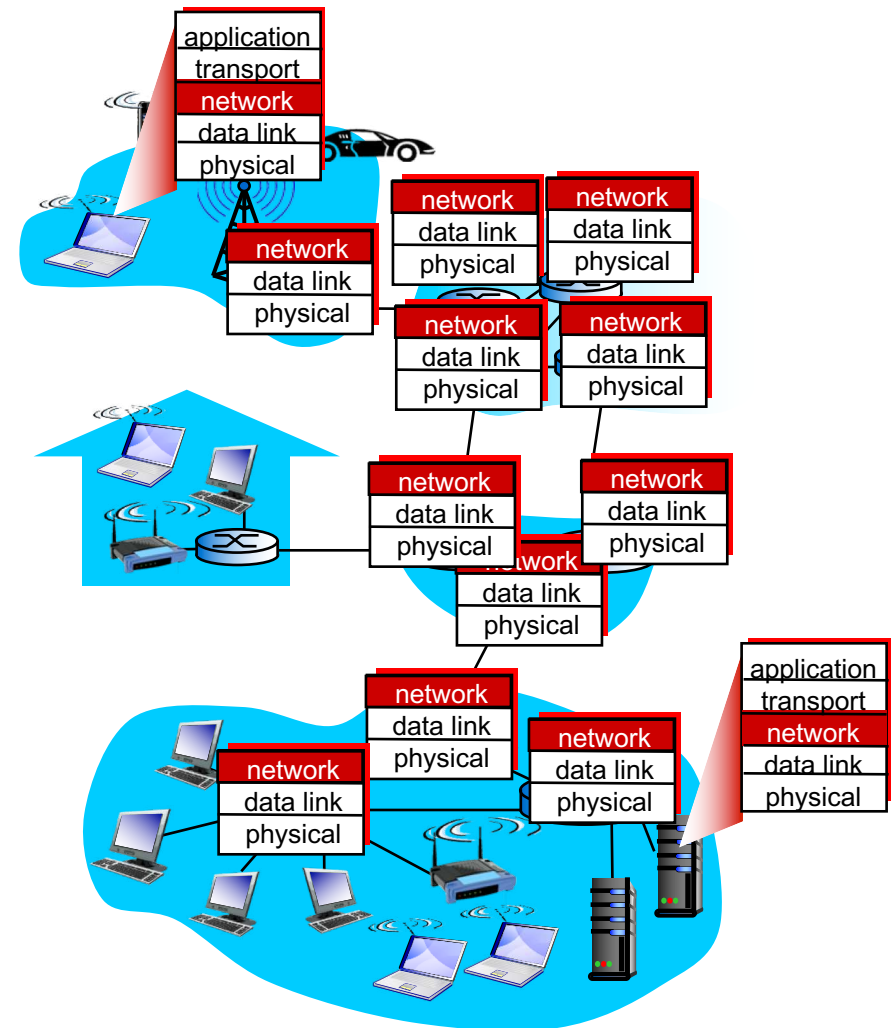 application
transport
network
data link
physical
network
data link
physical
network
data link
physical
network
data link
physical
network
data link
physical
network
data link
physical
network
data link
physical
network
data link
physical
data link
physical
network
data link
physical
network
data link
physical
network
data link
physical
application
transport
network
data link
physical